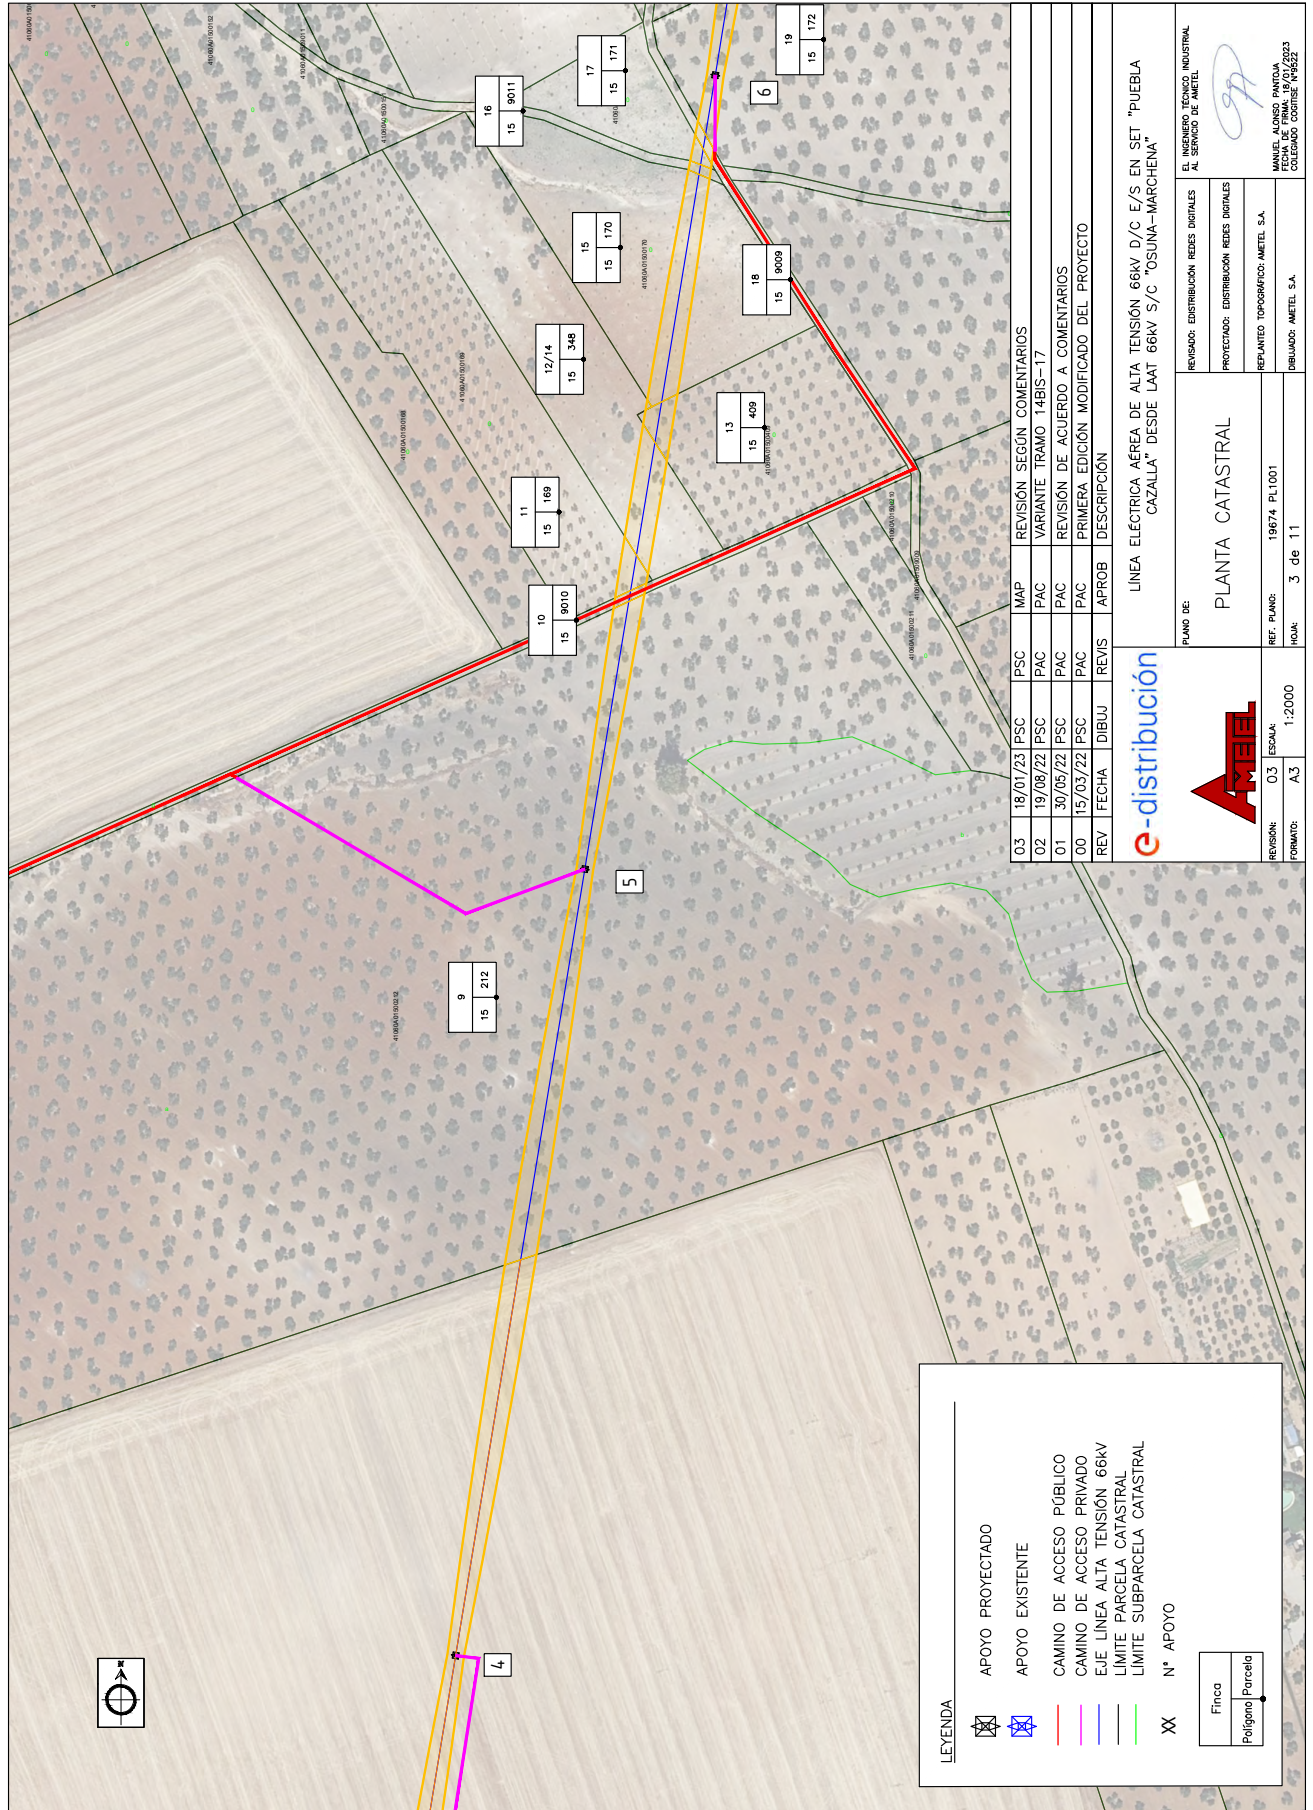 41060A01500212
9
15 212
10
15 9010
11
15 169
12/14
15 348
13
15 409
15
15 170
16
15 9011
17
15 171
18
15 9009
19
15 172
41060A01500168
41060A01500169
41060A01500170
41060A01500210
41060A01500211
41060A01509009
4
5
6
LEYENDA
APOYO PROYECTADO
APOYO EXISTENTE
CAMINO DE ACCESO PÚBLICO
CAMINO DE ACCESO PRIVADO
EJE LÍNEA ALTA TENSIÓN 66kV
LÍMITE PARCELA CATASTRAL
LÍMITE SUBPARCELA CATASTRAL
XX Nº APOYO
Finca
Polígono Parcela
03 18/01/23 PSC PSC MAP REVISIÓN SEGÚN COMENTARIOS
02 19/08/22 PSC PAC PAC VARIANTE TRAMO 14BIS-17
01 30/05/22 PSC PAC PAC REVISIÓN DE ACUERDO A COMENTARIOS
00 15/03/22 PSC PAC PAC PRIMERA EDICIÓN MODIFICADO DEL PROYECTO
REV FECHA DIBUJ REVIS APROB DESCRIPCIÓN
e-distribución
AMETEL
LÍNEA ELÉCTRICA AEREA DE ALTA TENSIÓN 66kV D/C E/S EN SET "PUEBLA
CAZALLA" DESDE LAAT 66kV S/C "OSUNA-MARCHENA"
PLANO DE:
PLANTA CATASTRAL
REVISADO: EDISTRIBUCIÓN REDES DIGITALES
PROYECTADO: EDISTRIBUCIÓN REDES DIGITALES
REPLANTEO TOPOGRÁFICO: AMETEL S.A.
DIBUJADO: AMETEL S.A.
EL INGENIERO TÉCNICO INDUSTRIAL
AL SERVICIO DE AMETEL
MANUEL ALONSO PANTOJA
FECHA DE FIRMA: 18/01/2023
COLEGIADO COGITISE Nº9522
REVISIÓN: 03
ESCALA: 1:2000
REF. PLANO: 19674 PL1001
FORMATO: A3
HOJA: 3 de 11